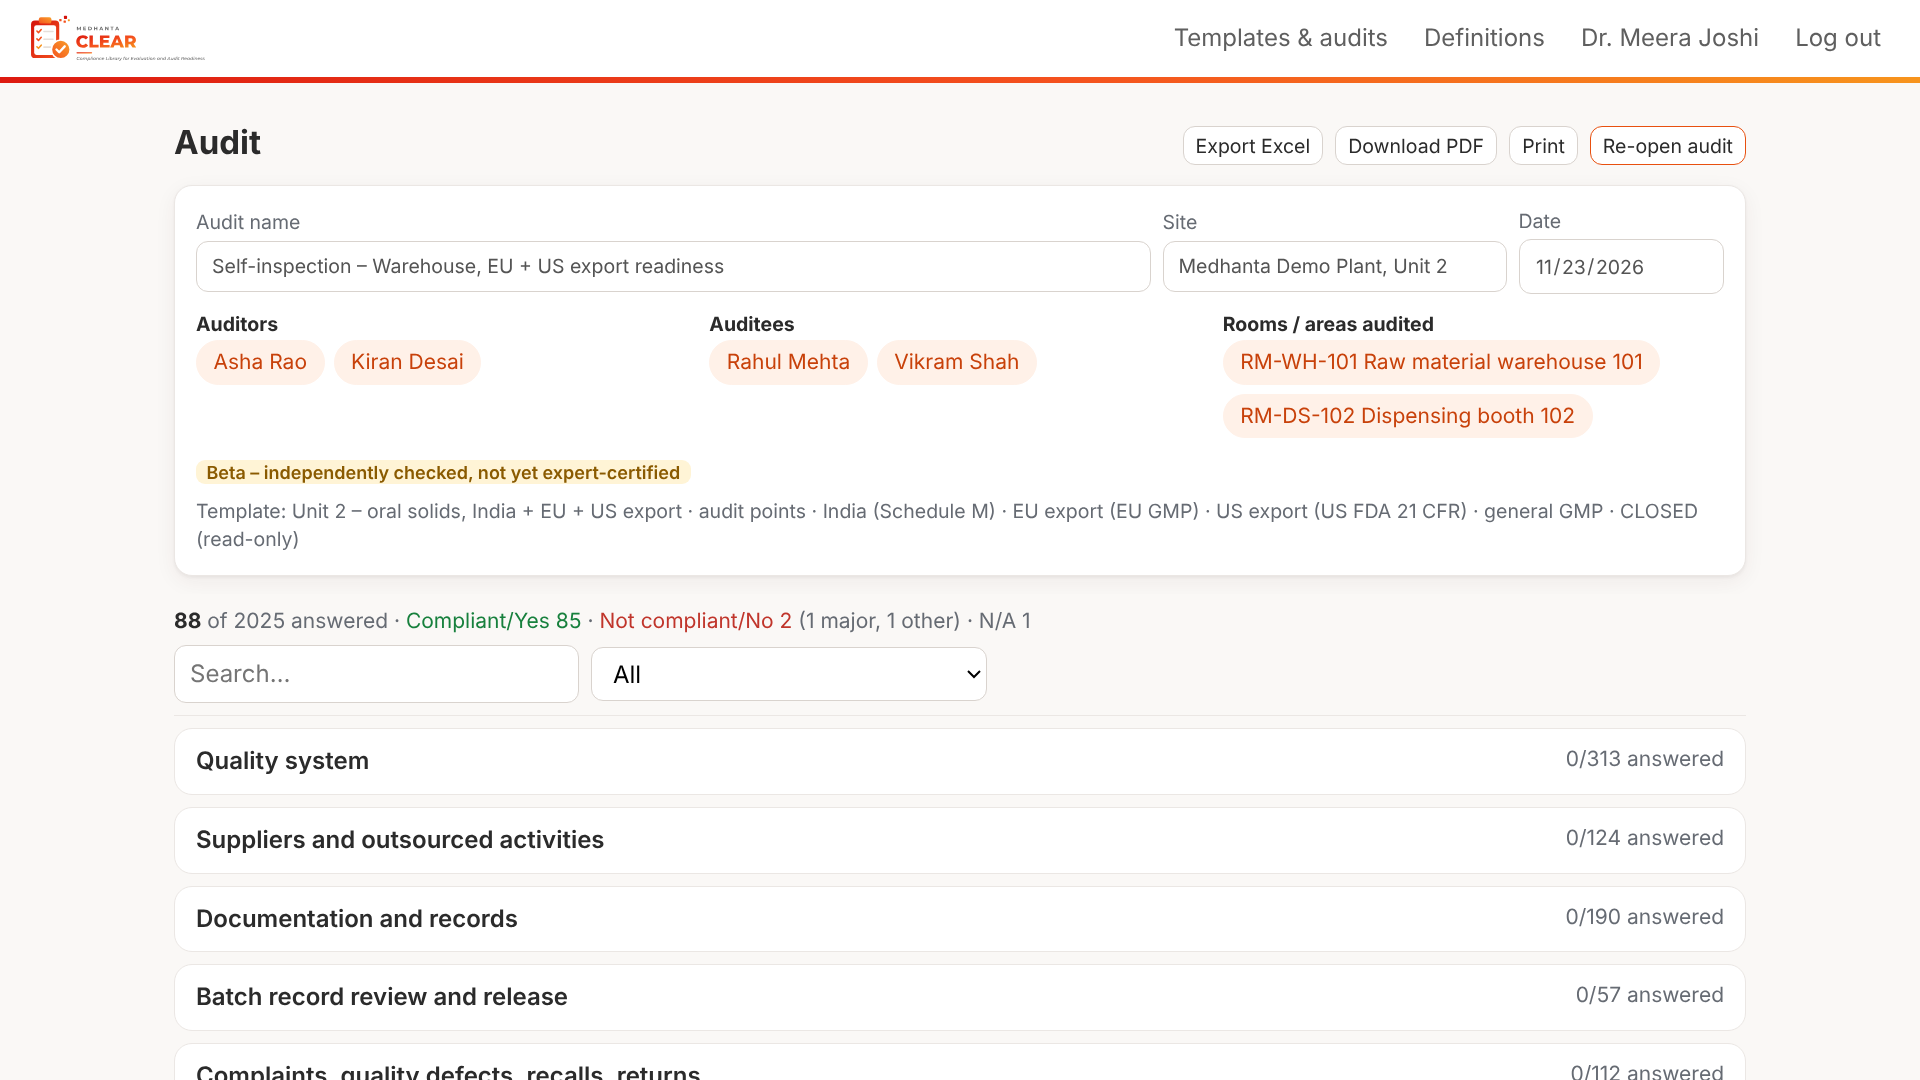 MEDHANTA
CLEAR
Compliance Library for Evaluation and Audit Readiness
Templates & audits
Definitions
Dr. Meera Joshi
Log out
Audit
Export Excel
Download PDF
Print
Re-open audit
Audit name
Site
Date
Self-inspection – Warehouse, EU + US export readiness
Medhanta Demo Plant, Unit 2
11/23/2026
Auditors
Auditees
Rooms / areas audited
Asha Rao
Kiran Desai
Rahul Mehta
Vikram Shah
RM-WH-101 Raw material warehouse 101
RM-DS-102 Dispensing booth 102
Beta – independently checked, not yet expert-certified
Template: Unit 2 – oral solids, India + EU + US export · audit points · India (Schedule M) · EU export (EU GMP) · US export (US FDA 21 CFR) · general GMP · CLOSED
(read-only)
88 of 2025 answered · Compliant/Yes 85 · Not compliant/No 2 (1 major, 1 other) · N/A 1
Search...
All
Quality system
0/313 answered
Suppliers and outsourced activities
0/124 answered
Documentation and records
0/190 answered
Batch record review and release
0/57 answered
Complaints, quality defects, recalls, returns
0/112 answered